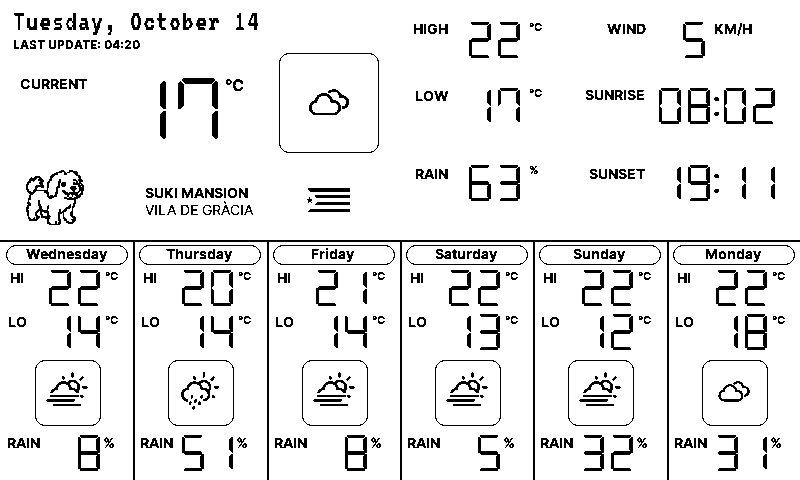 Tuesday, October 14
LAST UPDATE: 04:20
CURRENT 17 °C
SUKI MANSION
VILA DE GRÀCIA
HIGH 22 °C WIND 5 KM/H
LOW 17 °C SUNRISE 08:02
RAIN 63 % SUNSET 19:11
Wednesday Thursday Friday Saturday Sunday Monday
HI 22 °C HI 20 °C HI 21 °C HI 22 °C HI 22 °C HI 22 °C
LO 14 °C LO 14 °C LO 14 °C LO 13 °C LO 12 °C LO 18 °C
RAIN 8 % RAIN 51 % RAIN 8 % RAIN 5 % RAIN 32 % RAIN 31 %